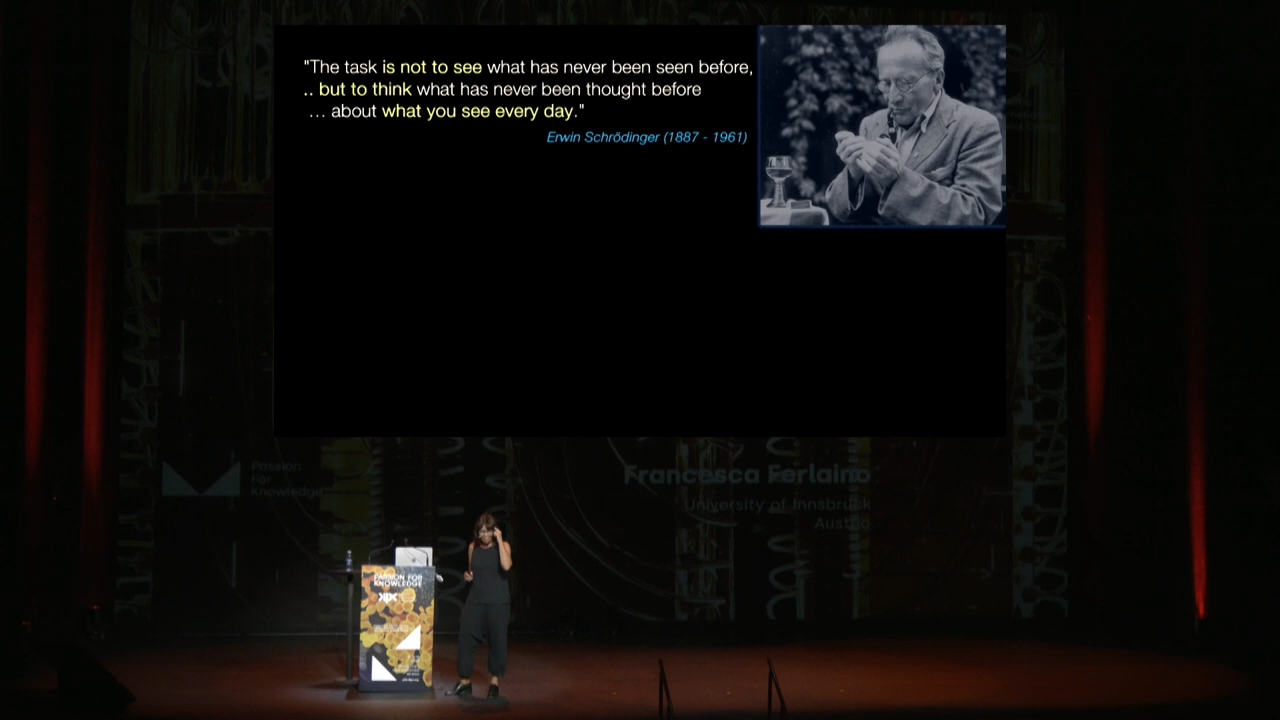 "The task is not to see what has never been seen before,
.. but to think what has never been thought before
... about what you see every day."
Erwin Schrödinger (1887 - 1961)
Passion
For
Knowledge
Francesca Ferlaino
University of Innsbruck
Austria
PASSION FOR
KNOWLEDGE